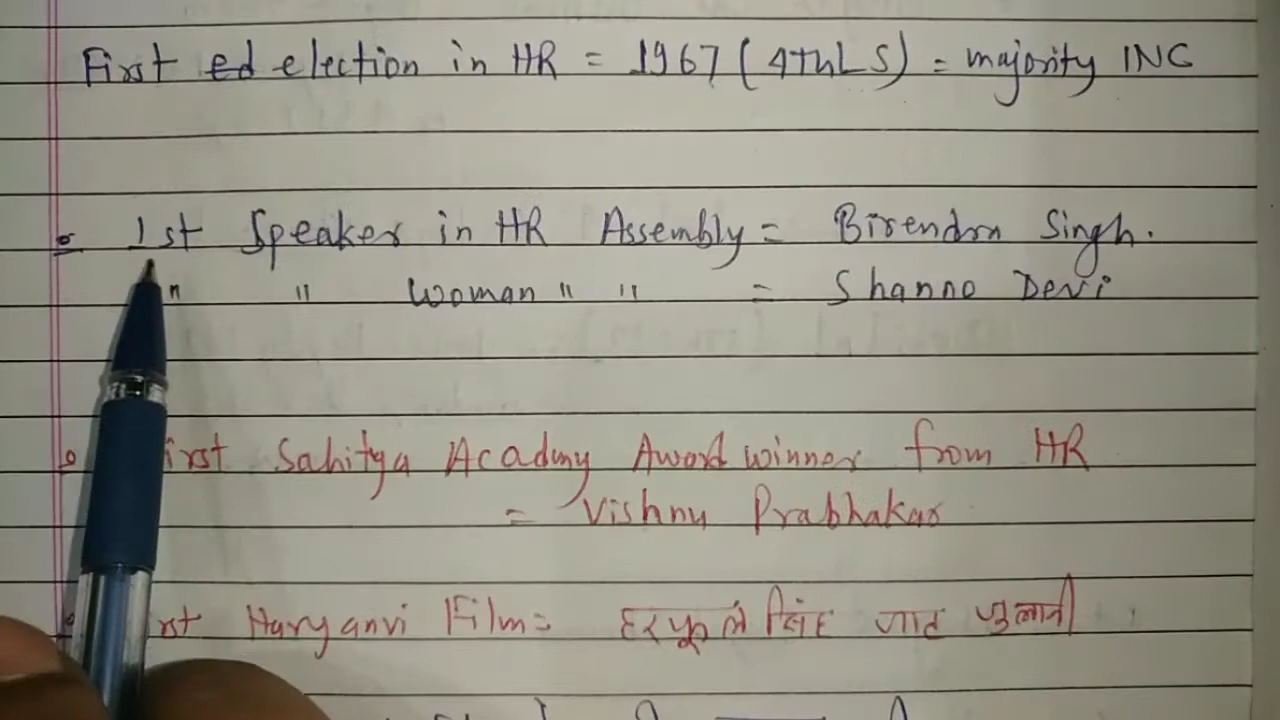 First ed election in HR = 1967 (4th LS) = majority INC
1st Speaker in HR Assembly = Birendra Singh.
" " woman " " = Shanno Devi
irst Sahitya Acadmy Award winner from HR
= Vishnu Prabhakar
rst Haryanvi Film = हरफूल सिंह जाट जुलानी